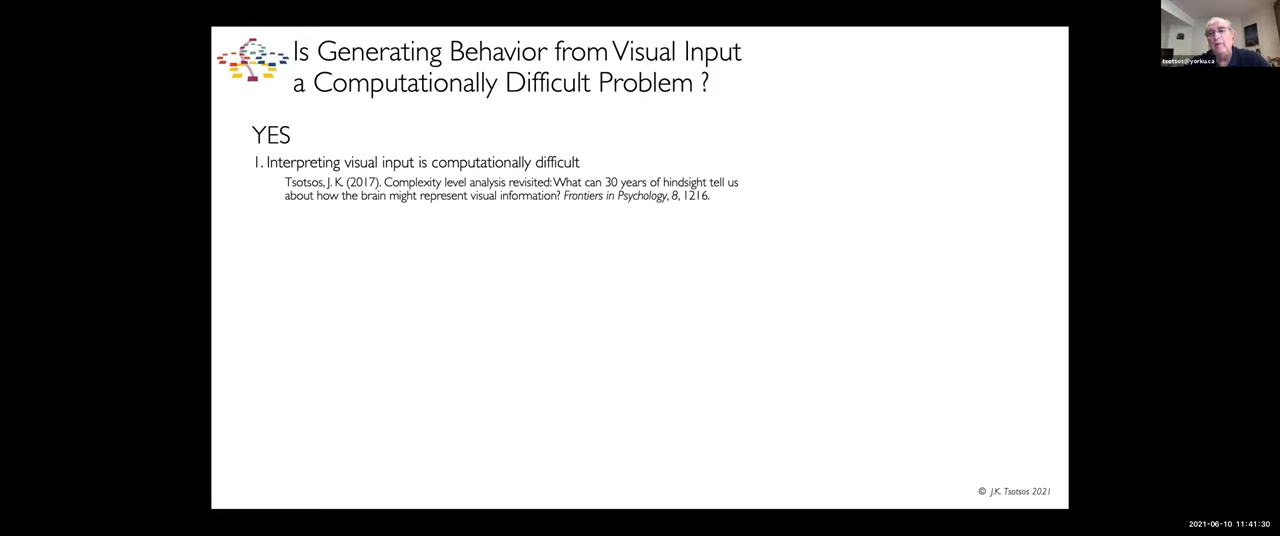 Is Generating Behavior from Visual Input
a Computationally Difficult Problem ?
tsotsos@yorku.ca
YES
1. Interpreting visual input is computationally difficult
Tsotsos, J. K. (2017). Complexity level analysis revisited: What can 30 years of hindsight tell us
about how the brain might represent visual information? Frontiers in Psychology, 8, 1216.
© J.K. Tsotsos 2021
2021-06-10 11:41:30